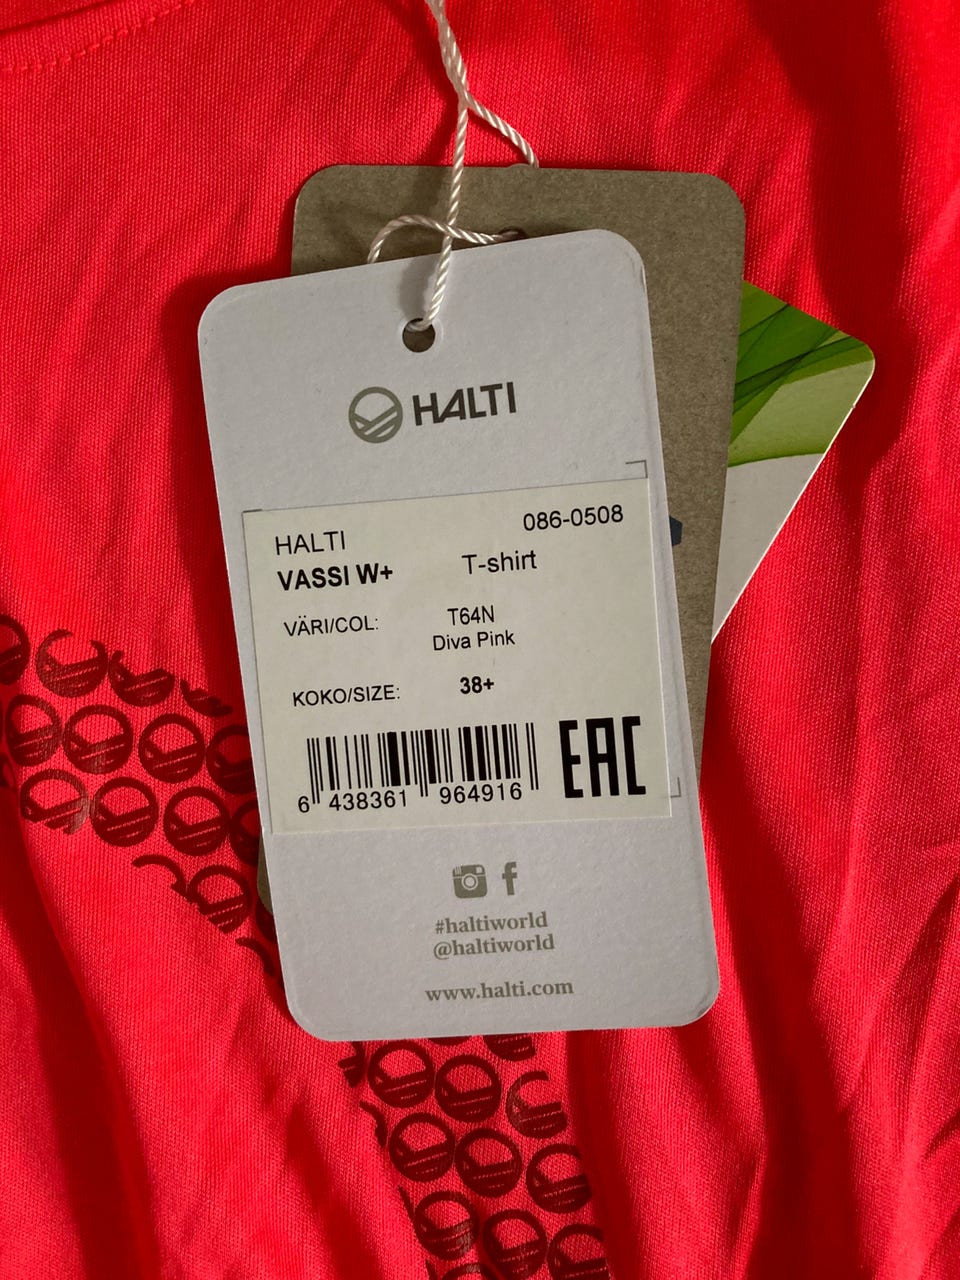 HALTI
HALTI 086-0508
VASSI W+ T-shirt
VÄRI/COL: T64N
Diva Pink
KOKO/SIZE: 38+
6 438361 964916
EAC
#haltiworld
@haltiworld
www.halti.com